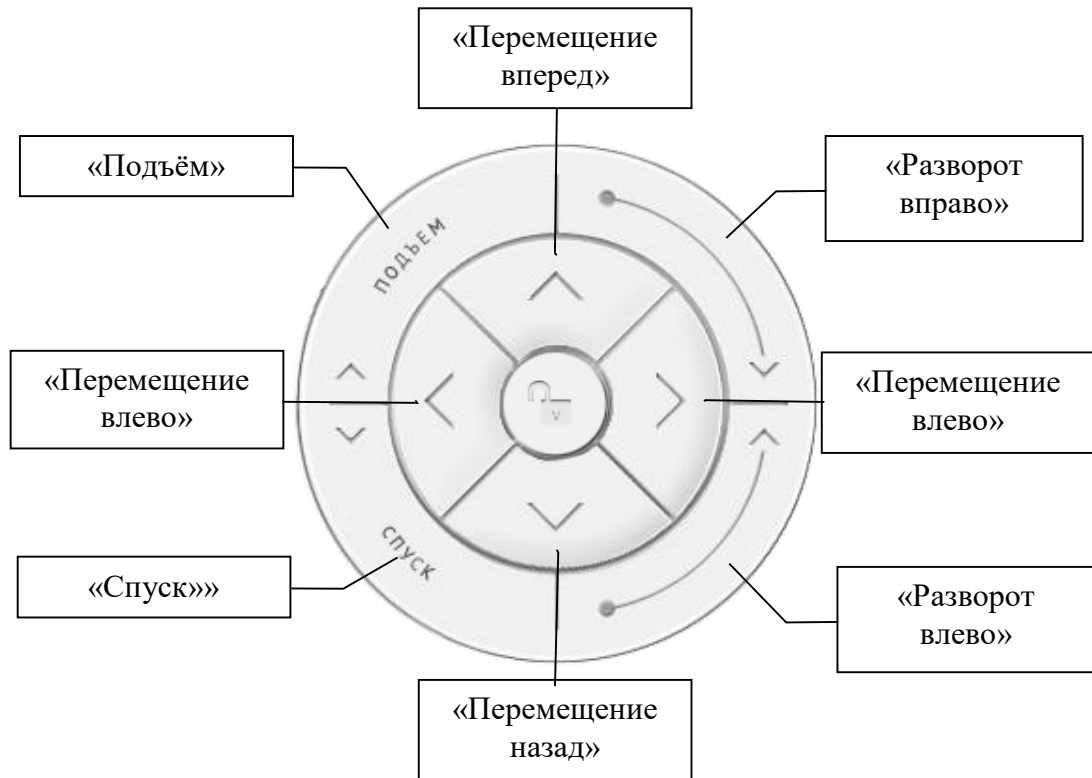 «Перемещение
вперед»
«Подъём»
«Разворот
вправо»
ПОДЪЕМ
«Перемещение
влево»
«Перемещение
влево»
СПУСК
«Спуск»»
«Разворот
влево»
«Перемещение
назад»